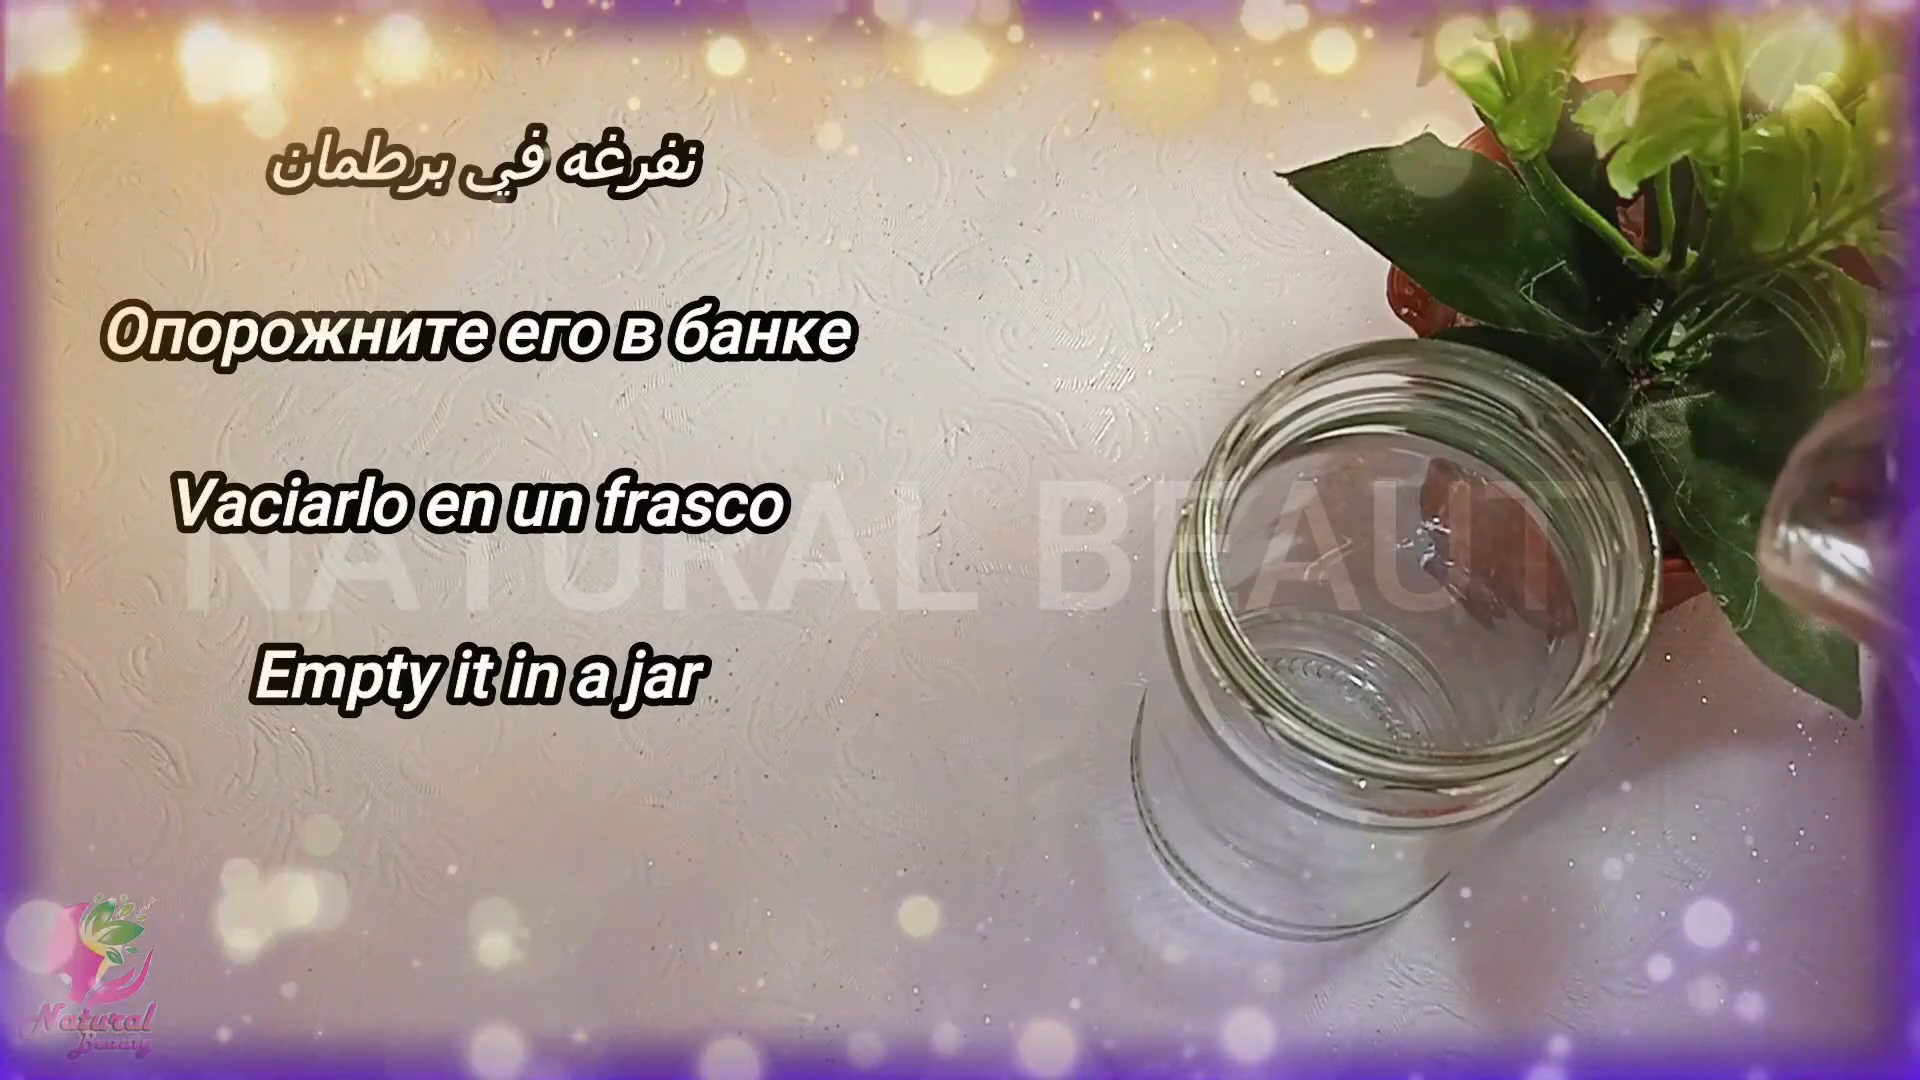 نفرغه في برطمان
Опорожните его в банке
Vaciarlo en un frasco
NATURAL BEAUTY
Empty it in a jar
Natural
Beauty